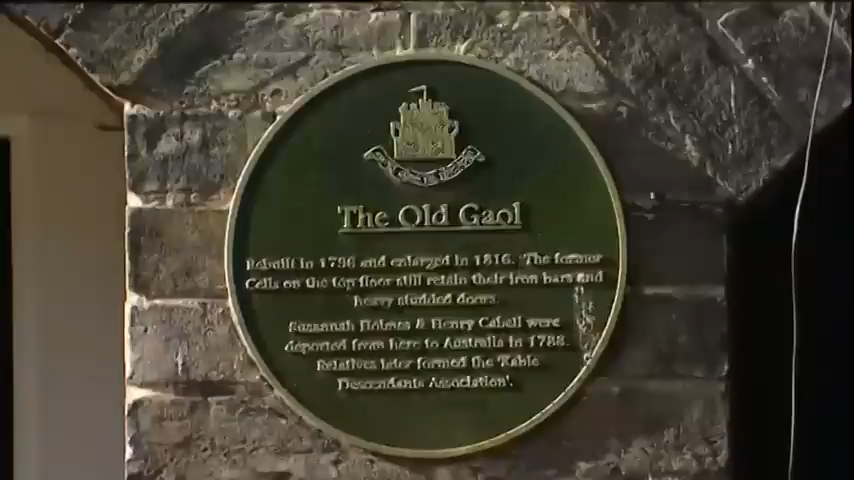 The Old Gaol
Rebuilt in 1796 and enlarged in 1816. The former
Cells on the top floor still retain their iron bars and
heavy studded doors.
Susannah Holmes & Henry Cabell were
deported from here to Australia in 1788.
Relatives later formed the 'Kable
Descendants Association'.